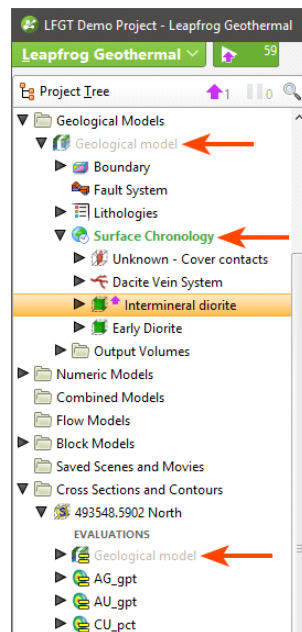 LFGT Demo Project - Leapfrog Geothermal
Leapfrog Geothermal 59
Project Tree 1 0
Geological Models
Geological model
Boundary
Fault System
Lithologies
Surface Chronology
Unknown - Cover contacts
Dacite Vein System
Intermineral diorite
Early Diorite
Output Volumes
Numeric Models
Combined Models
Flow Models
Block Models
Saved Scenes and Movies
Cross Sections and Contours
493548.5902 North
EVALUATIONS
Geological model
AG_gpt
AU_gpt
CU_pct